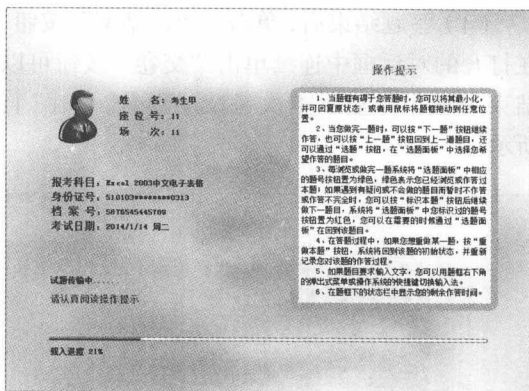 姓 名：考生甲
座位号：11
场 次：11
报考科目：Excel 2003中文电子表格
身份证号：510103********0313
档案号：5876545445789
考试日期：2014/1/14 周二
试题传输中......
请认真阅读操作提示
载入进度 21%
操作提示
1、当题框有碍于您答题时，您可以将其最小化，
并可回复原状态，或者用鼠标将题框拖动到任意位
置。
2、当您做完一题时，可以按“下一题”按钮继续
作答，也可以按“上一题”按钮回到上一道题，还
可以通过“选题”按钮，在“选题面板”中选择您希
望作答的题目。
3、每浏览或做完一题系统将“选题面板”中相应
的题号按钮置为绿色，绿色表示您已经浏览或作答过
本题；如果遇到有疑问或不会做的题目而暂时不作答
或作答不完全时，您可以按“标识本题”按钮后继续
做下一题目，系统将“选题面板”中您标识过的题号
按钮置为红色，您可以在需要的时候通过“选题面
板”在回到该题目。
4、在答题过程中，如果您想重做某一题，按“重
做本题”按钮，系统将回到该题的初始状态，并重新
记录您对该题的作答过程。
5、如果题目要求输入文字，您可以用题框右下角
的弹出式菜单或操作系统的快捷键切换输入法。
6、在题框下的状态栏中显示您的剩余作答时间。